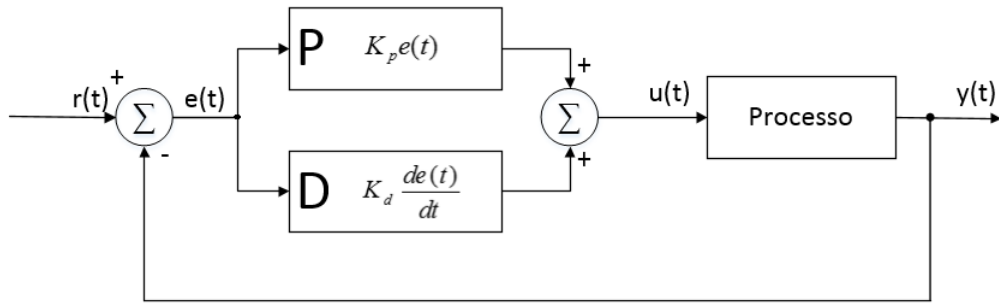 P K_p e(t)
+
+
r(t)
Σ
e(t)
Σ
u(t)
Processo
y(t)
-
+
D K_d de(t)/dt